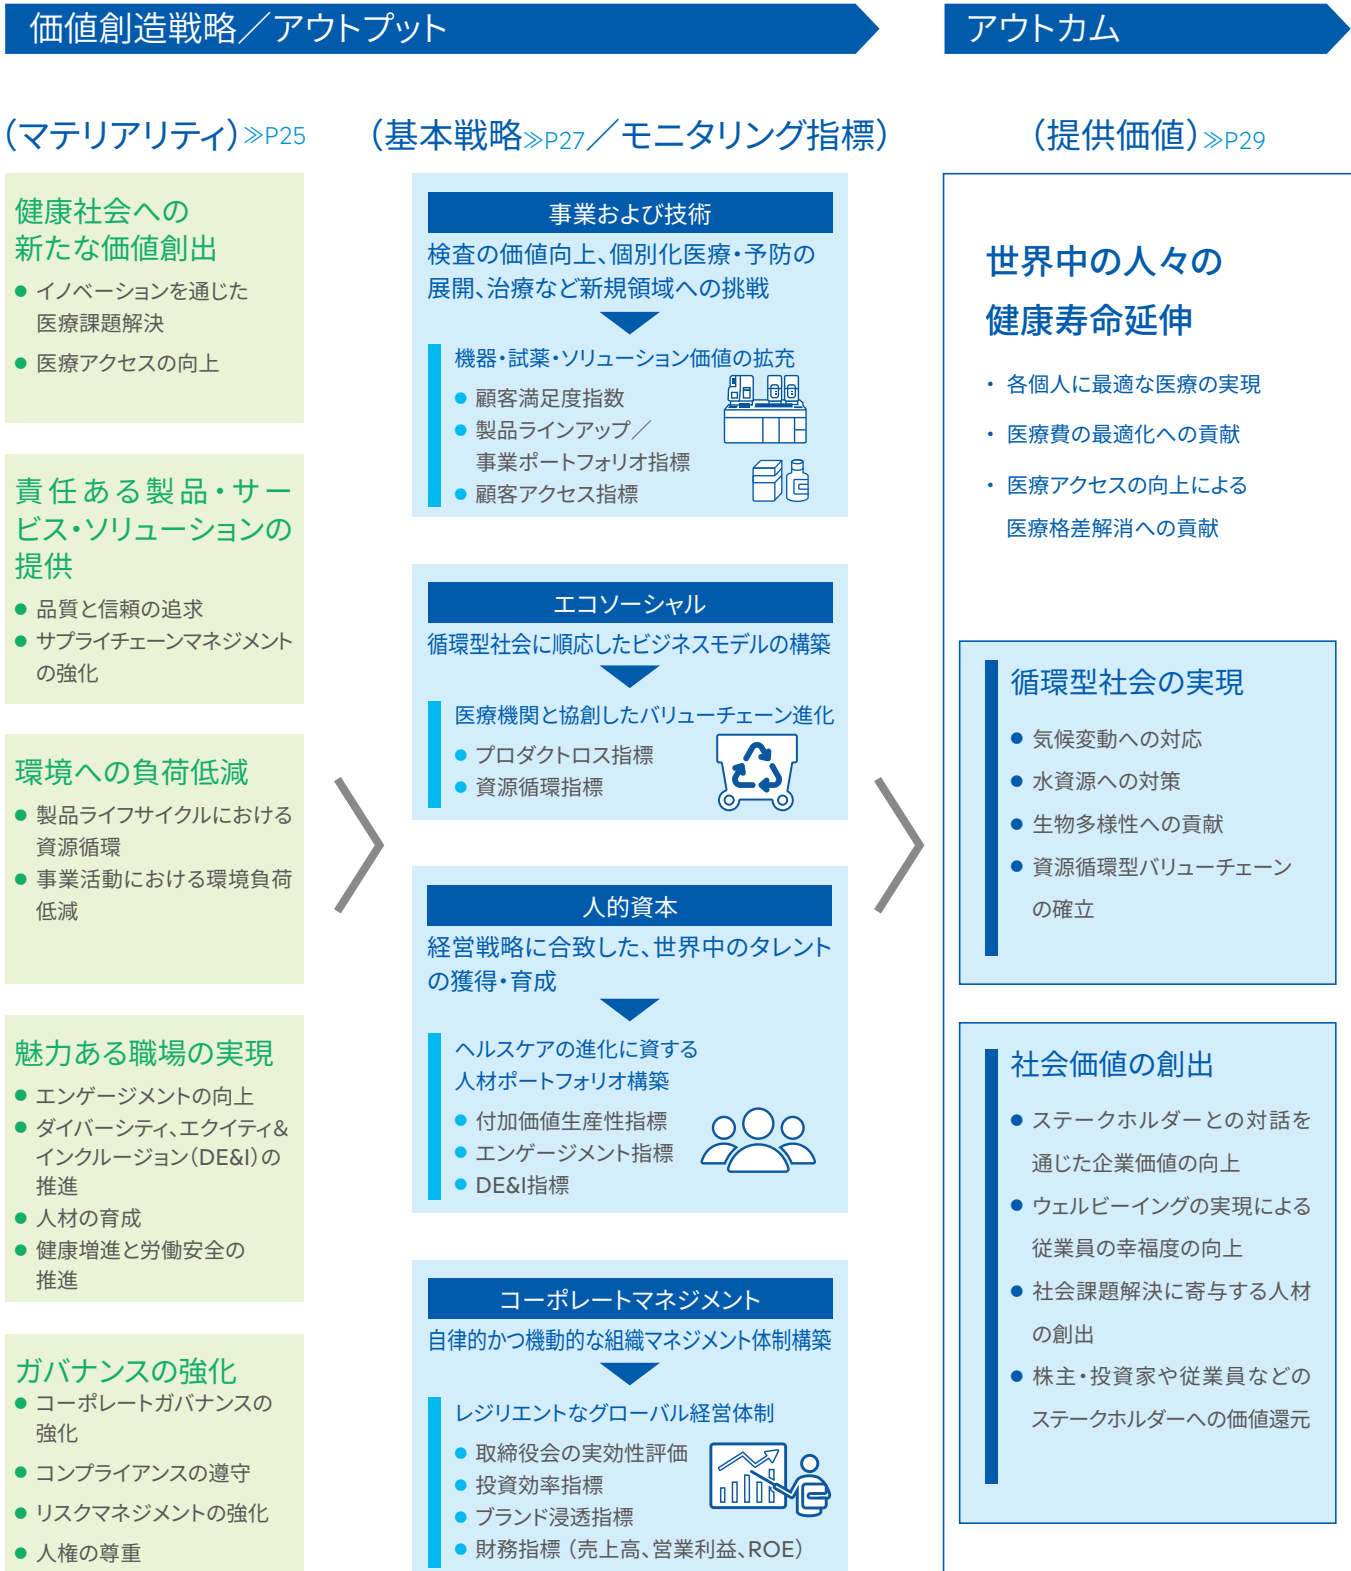 価値創造戦略／アウトプット
アウトカム
（マテリアリティ）≫P25
（基本戦略≫P27／モニタリング指標）
（提供価値）≫P29
健康社会への
新たな価値創出
● イノベーションを通じた
医療課題解決
● 医療アクセスの向上
責任ある製品・サー
ビス・ソリューションの
提供
● 品質と信頼の追求
● サプライチェーンマネジメント
の強化
環境への負荷低減
● 製品ライフサイクルにおける
資源循環
● 事業活動における環境負荷
低減
魅力ある職場の実現
● エンゲージメントの向上
● ダイバーシティ、エクイティ&
インクルージョン（DE&I）の
推進
● 人材の育成
● 健康増進と労働安全の
推進
ガバナンスの強化
● コーポレートガバナンスの
強化
● コンプライアンスの遵守
● リスクマネジメントの強化
● 人権の尊重
事業および技術
検査の価値向上、個別化医療・予防の
展開、治療など新規領域への挑戦
機器・試薬・ソリューション価値の拡充
● 顧客満足度指数
● 製品ラインアップ／
事業ポートフォリオ指標
● 顧客アクセス指標
エコソーシャル
循環型社会に順応したビジネスモデルの構築
医療機関と協創したバリューチェーン進化
● プロダクトロス指標
● 資源循環指標
人的資本
経営戦略に合致した、世界中のタレント
の獲得・育成
ヘルスケアの進化に資する
人材ポートフォリオ構築
● 付加価値生産性指標
● エンゲージメント指標
● DE&I指標
コーポレートマネジメント
自律的かつ機動的な組織マネジメント体制構築
レジリエントなグローバル経営体制
● 取締役会の実効性評価
● 投資効率指標
● ブランド浸透指標
● 財務指標（売上高、営業利益、ROE）
世界中の人々の
健康寿命延伸
・ 各個人に最適な医療の実現
・ 医療費の最適化への貢献
・ 医療アクセスの向上による
医療格差解消への貢献
循環型社会の実現
● 気候変動への対応
● 水資源への対策
● 生物多様性への貢献
● 資源循環型バリューチェーン
の確立
社会価値の創出
● ステークホルダーとの対話を
通じた企業価値の向上
● ウェルビーイングの実現による
従業員の幸福度の向上
● 社会課題解決に寄与する人材
の創出
● 株主・投資家や従業員などの
ステークホルダーへの価値還元